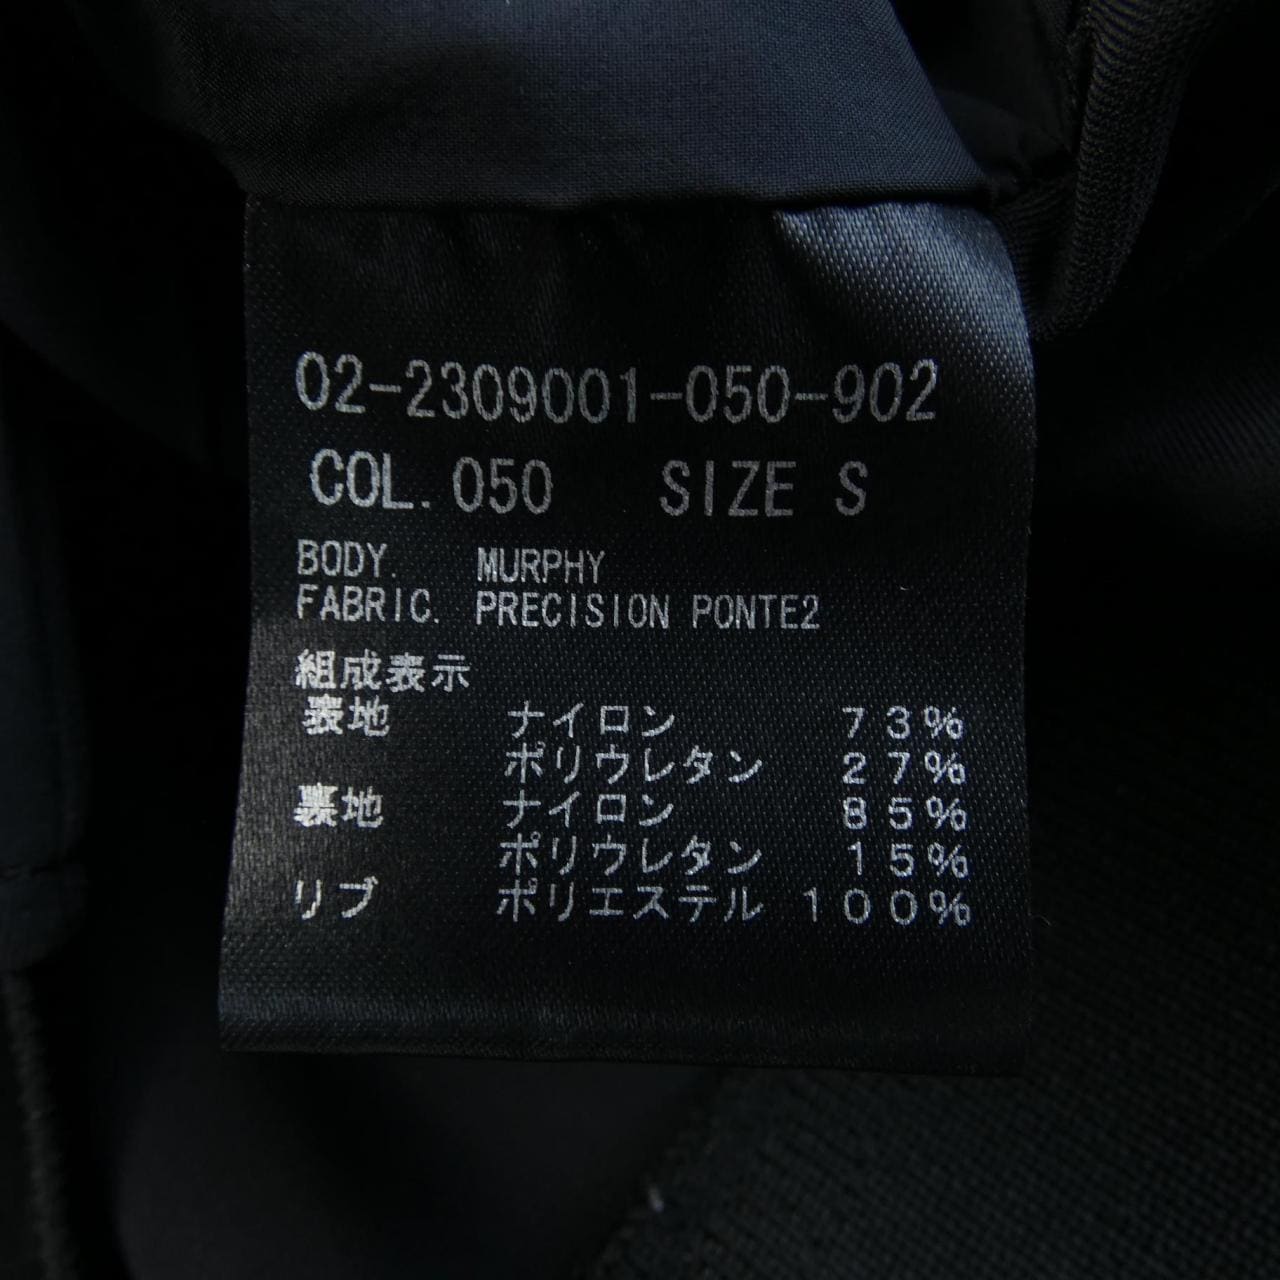 02-2309001-050-902
COL. 050 SIZE S
BODY. MURPHY
FABRIC. PRECISION PONTE2
組成表示
表地 ナイロン 73%
ポリウレタン 27%
裏地 ナイロン 85%
ポリウレタン 15%
リブ ポリエステル 100%